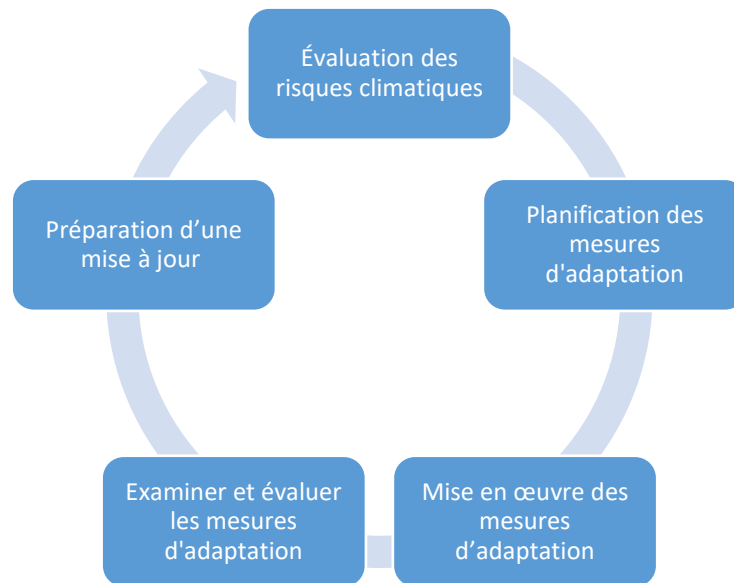 Évaluation des
risques climatiques
Planification des
mesures
d'adaptation
Mise en œuvre des
mesures
d’adaptation
Examiner et évaluer
les mesures
d'adaptation
Préparation d’une
mise à jour